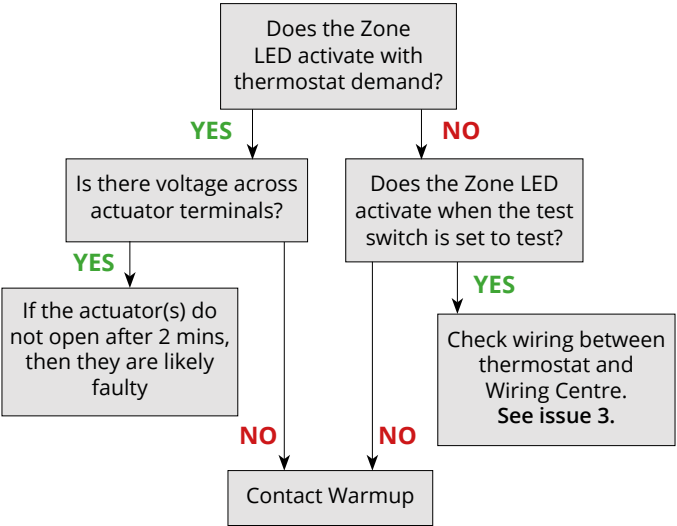 Does the Zone
LED activate with
thermostat demand?
YES
NO
Is there voltage across
actuator terminals?
Does the Zone LED
activate when the test
switch is set to test?
YES
YES
If the actuator(s) do
not open after 2 mins,
then they are likely
faulty
Check wiring between
thermostat and
Wiring Centre.
See issue 3.
NO
NO
Contact Warmup